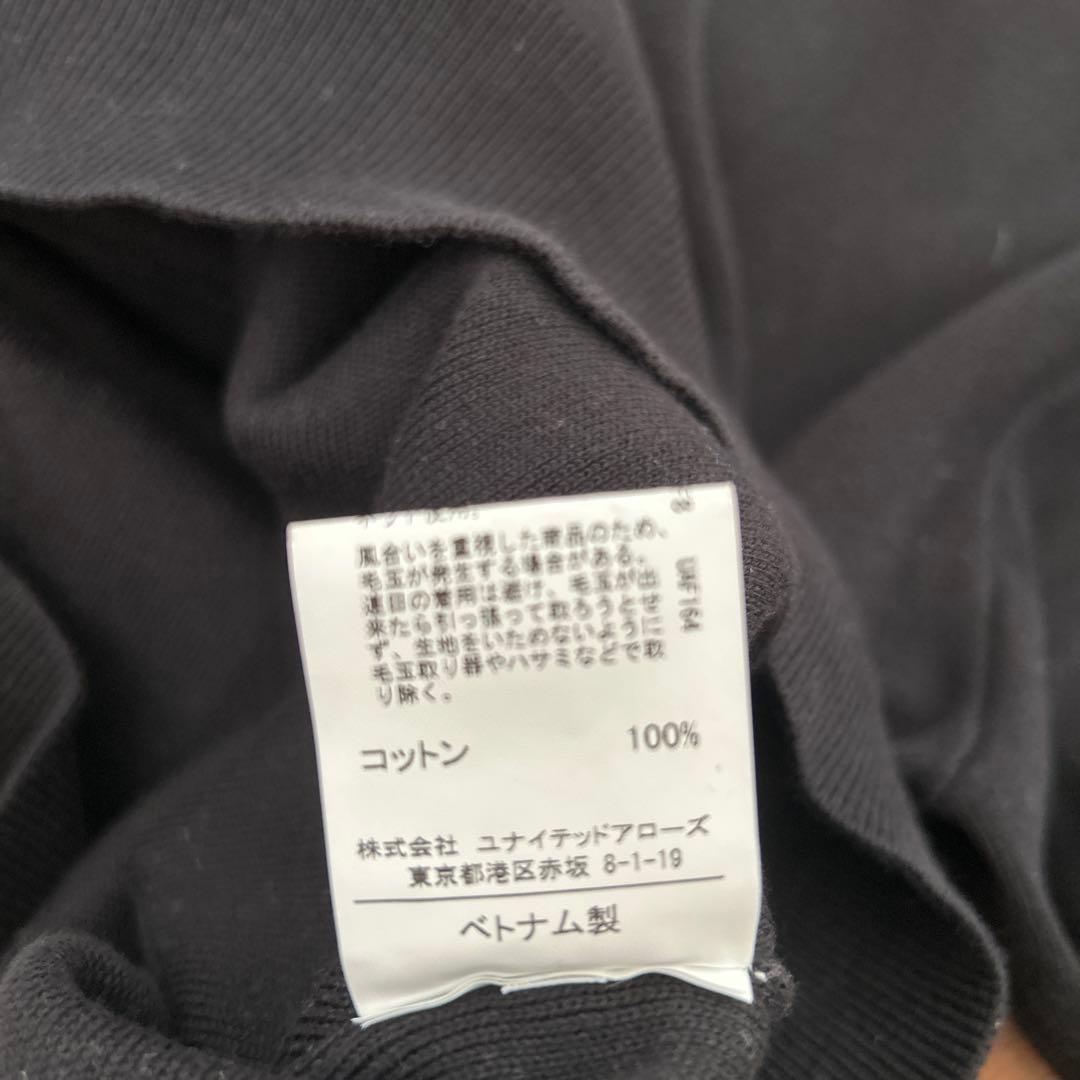 ネット使用。
風合いを重視した商品のため、
毛玉が発生する場合がある。
連日の着用は避け、毛玉が出
来たら引っ張って取ろうとせ
ず、生地をいためないように
毛玉取り器やハサミなどで取
り除く。
コットン 100%
株式会社 ユナイテッドアローズ
東京都港区赤坂 8-1-19
ベトナム製